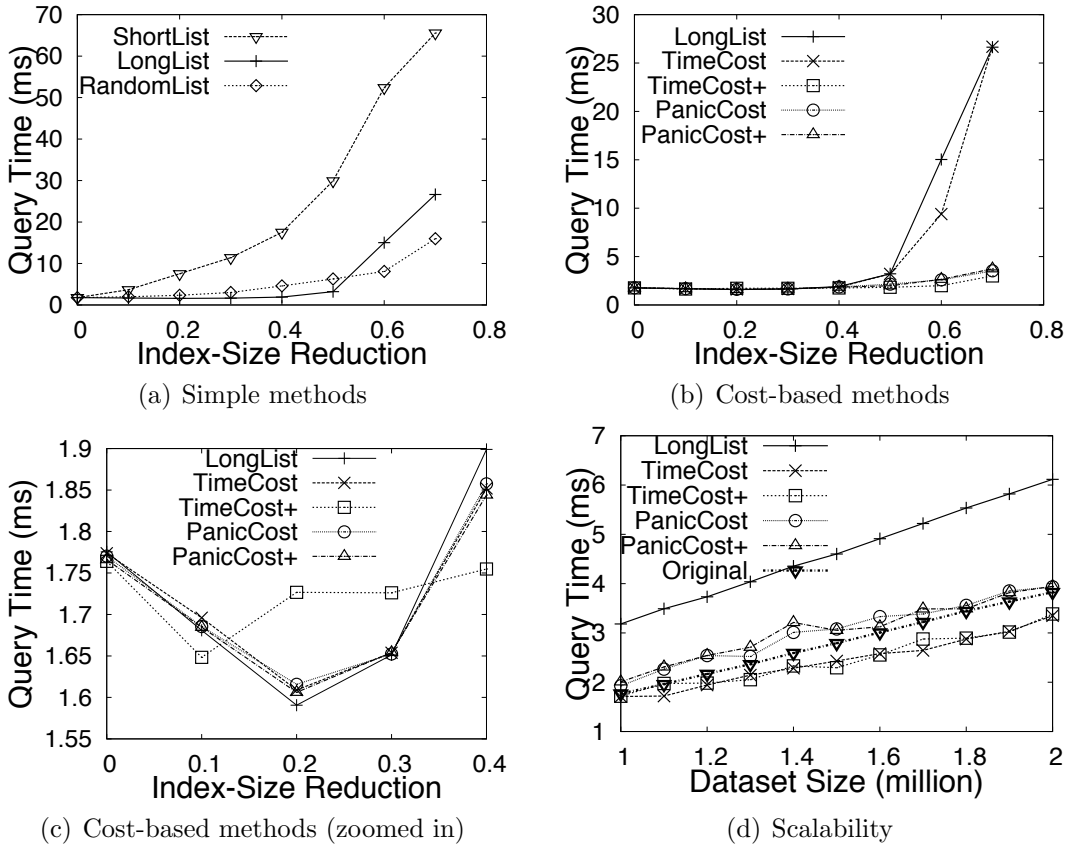 Query Time (ms)
70
60
50
40
30
20
10
0
ShortList
LongList
RandomList
0
0.2
0.4
0.6
0.8
Index-Size Reduction
(a) Simple methods
Query Time (ms)
30
25
20
15
10
5
0
LongList
TimeCost
TimeCost+
PanicCost
PanicCost+
0
0.2
0.4
0.6
0.8
Index-Size Reduction
(b) Cost-based methods
Query Time (ms)
1.9
1.85
1.8
1.75
1.7
1.65
1.6
1.55
LongList
TimeCost
TimeCost+
PanicCost
PanicCost+
0
0.1
0.2
0.3
0.4
Index-Size Reduction
(c) Cost-based methods (zoomed in)
Query Time (ms)
7
6
5
4
3
2
1
LongList
TimeCost
TimeCost+
PanicCost
PanicCost+
Original
1
1.2
1.4
1.6
1.8
2
Dataset Size (million)
(d) Scalability